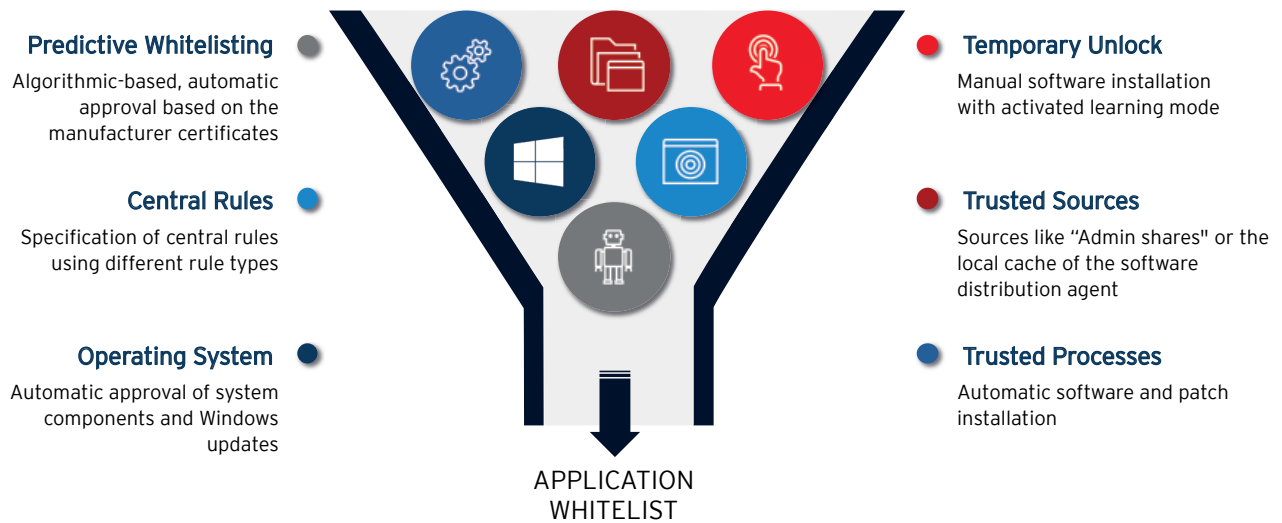 Predictive Whitelisting
Algorithmic-based, automatic
approval based on the
manufacturer certificates
Central Rules
Specification of central rules
using different rule types
Operating System
Automatic approval of system
components and Windows
updates
Temporary Unlock
Manual software installation
with activated learning mode
Trusted Sources
Sources like “Admin shares" or the
local cache of the software
distribution agent
Trusted Processes
Automatic software and patch
installation
APPLICATION
WHITELIST